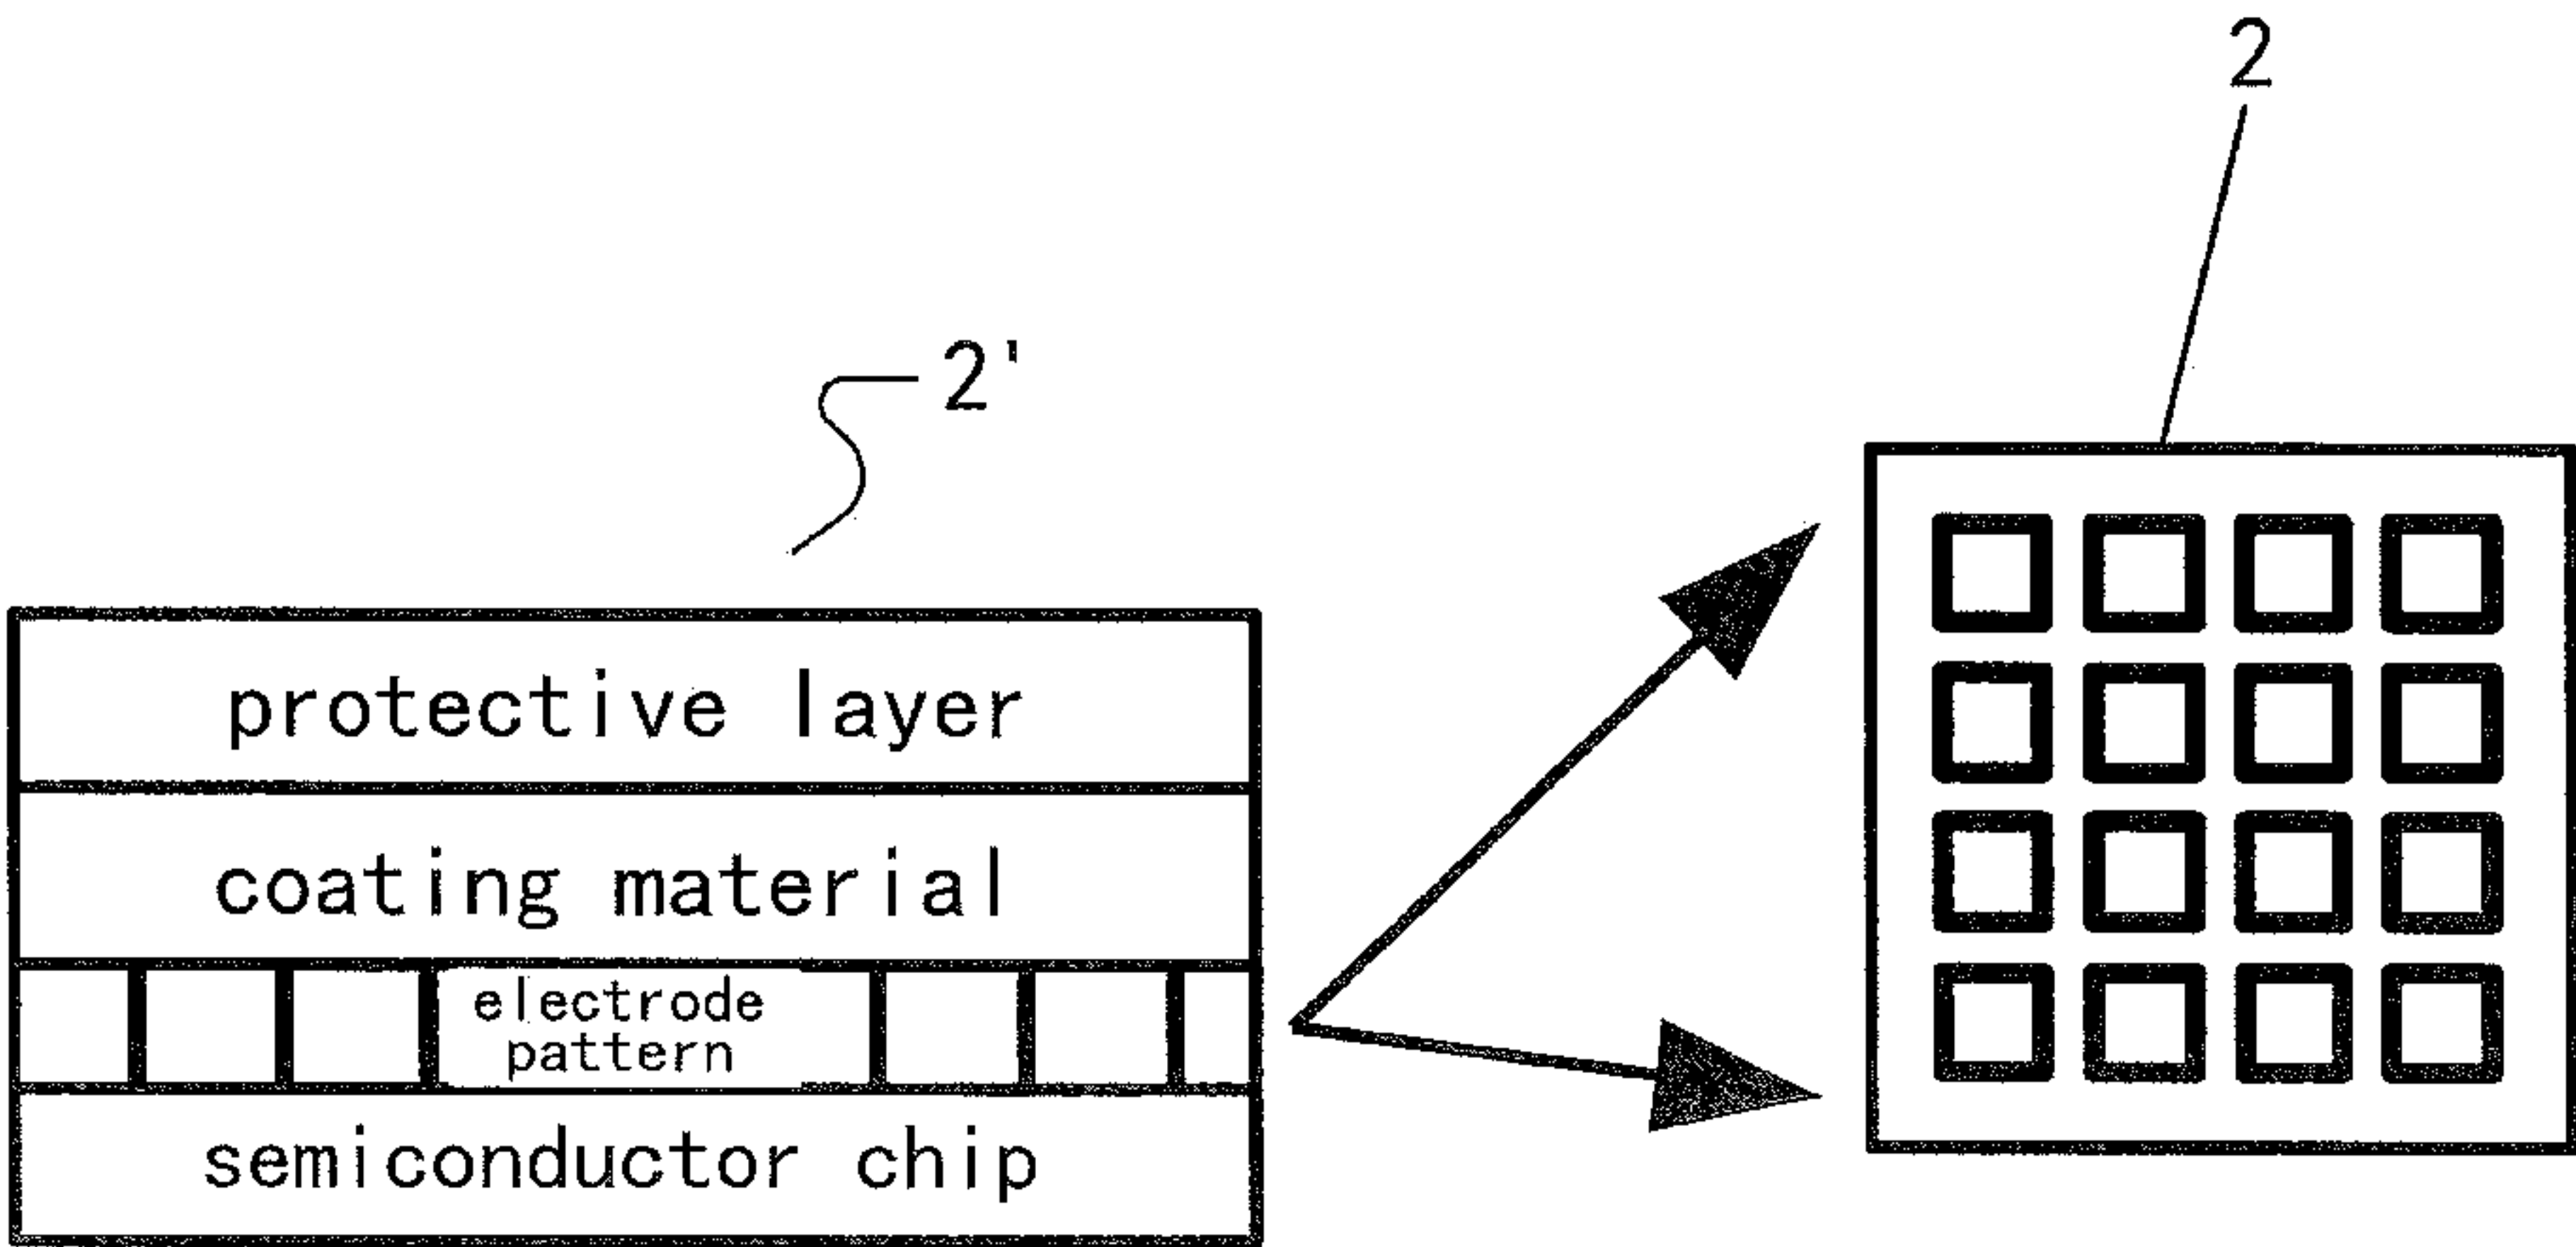 2
2'
protective layer
coating material
electrode
pattern
semiconductor chip